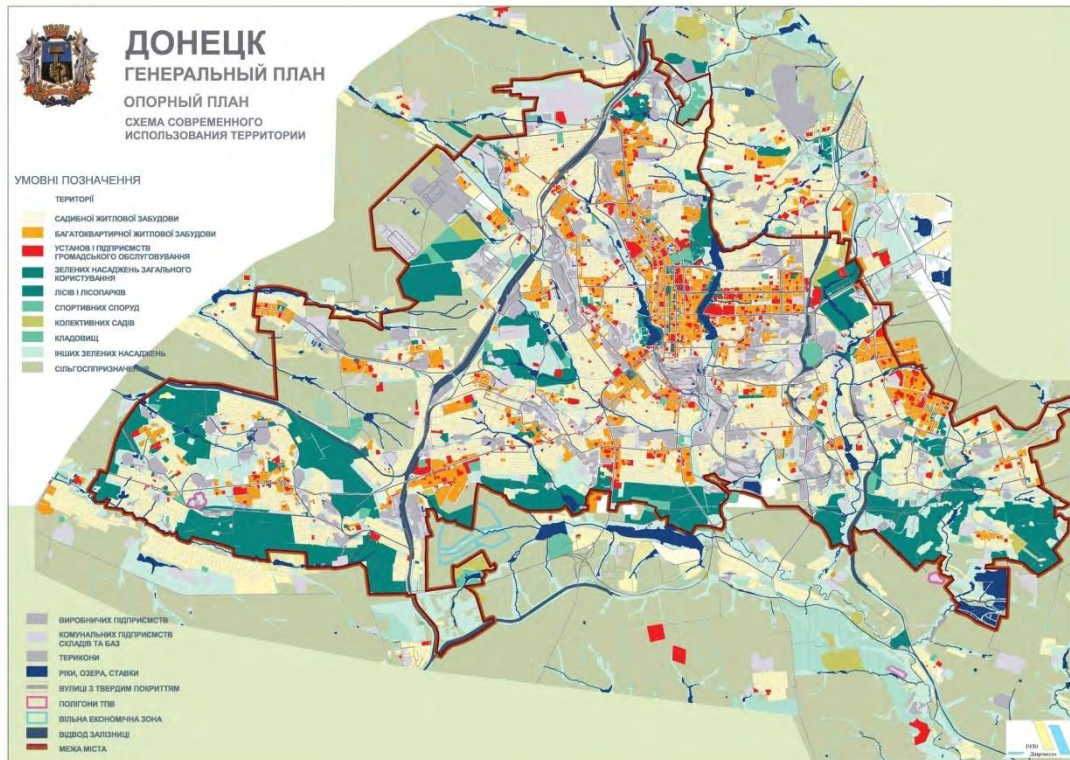 ДОНЕЦК
ГЕНЕРАЛЬНЫЙ ПЛАН
ОПОРНЫЙ ПЛАН
СХЕМА СОВРЕМЕННОГО
ИСПОЛЬЗОВАНИЯ ТЕРРИТОРИИ
УМОВНІ ПОЗНАЧЕННЯ
ТЕРИТОРІЇ
САДИБНОЇ ЖИТЛОВОЇ ЗАБУДОВИ
БАГАТОКВАРТИРНОЇ ЖИТЛОВОЇ ЗАБУДОВИ
УСТАНОВ І ПІДПРИЄМСТВ
ГРОМАДСЬКОГО ОБСЛУГОВУВАННЯ
ЗЕЛЕНИХ НАСАДЖЕНЬ ЗАГАЛЬНОГО
КОРИСТУВАННЯ
ЛІСІВ І ЛІСОПАРКІВ
СПОРТИВНИХ СПОРУД
КОЛЕКТИВНИХ САДІВ
КЛАДОВИЩ
ІНШИХ ЗЕЛЕНИХ НАСАДЖЕНЬ
СІЛЬГОСППРИЗНАЧЕННЯ
ВИРОБНИЧИХ ПІДПРИЄМСТВ
КОМУНАЛЬНИХ ПІДПРИЄМСТВ
СКЛАДІВ ТА БАЗ
ТЕРИКОНИ
РІКИ, ОЗЕРА, СТАВКИ
ВУЛИЦІ З ТВЕРДИМ ПОКРИТТЯМ
ПОЛІГОНИ ТПВ
ВІЛЬНА ЕКОНОМІЧНА ЗОНА
ВІДВОД ЗАЛІЗНИЦІ
МЕЖА МІСТА
1930
Діпромісто